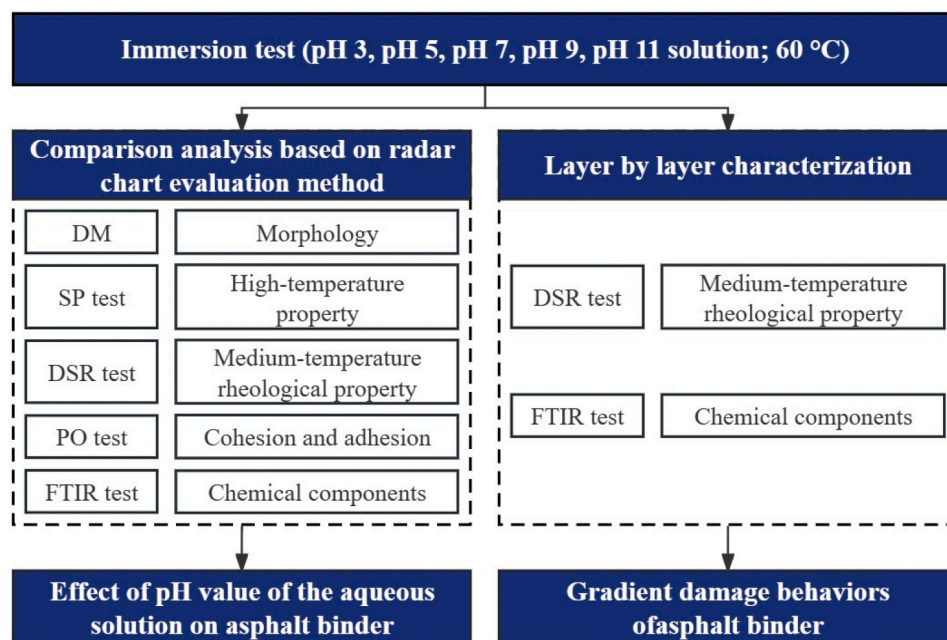 Immersion test (pH 3, pH 5, pH 7, pH 9, pH 11 solution; 60 °C)
Comparison analysis based on radar
chart evaluation method
DM
Morphology
SP test
High-temperature
property
DSR test
Medium-temperature
rheological property
PO test
Cohesion and adhesion
FTIR test
Chemical components
Effect of pH value of the aqueous
solution on asphalt binder
Layer by layer characterization
DSR test
Medium-temperature
rheological property
FTIR test
Chemical components
Gradient damage behaviors
ofasphalt binder